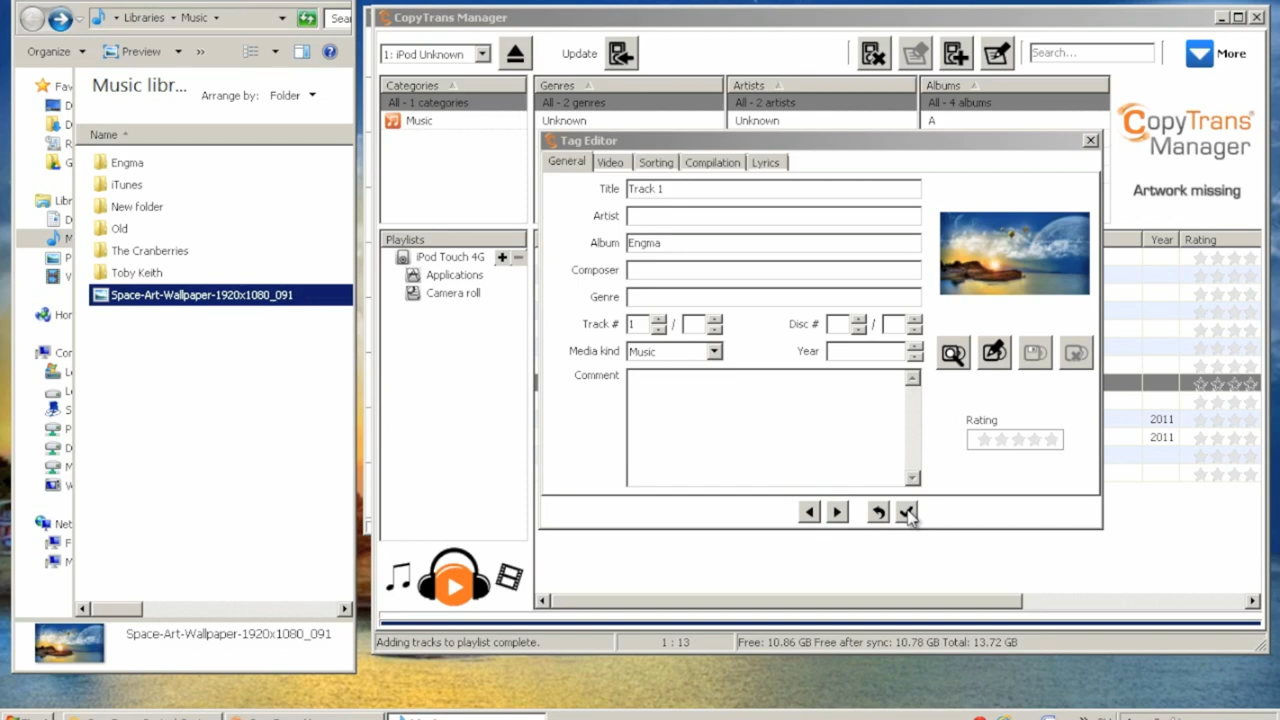 Libraries
Music
Sear
Organize
Preview
»
Fav
Music libr...
Arrange by: Folder
Name
Engma
iTunes
New folder
Old
The Cranberries
Toby Keith
Space-Art-Wallpaper-1920x1080_091
Libr
Hor
Cor
Net
Space-Art-Wallpaper-1920x1080_091
CopyTrans Manager
1: iPod Unknown
Update
Search...
More
Categories
Genres
Artists
Albums
All - 1 categories
All - 2 genres
All - 2 artists
All - 4 albums
Music
Unknown
Unknown
A
CopyTrans®
Manager
Artwork missing
Tag Editor
General
Video
Sorting
Compilation
Lyrics
Title Track 1
Artist
Album Engma
Composer
Genre
Track # 1 /
Disc # /
Media kind Music
Year
Comment
Rating
Playlists
iPod Touch 4G
Applications
Camera roll
Year
Rating
2011
2011
Adding tracks to playlist complete.
1 : 13
Free: 10.86 GB Free after sync: 10.78 GB Total: 13.72 GB